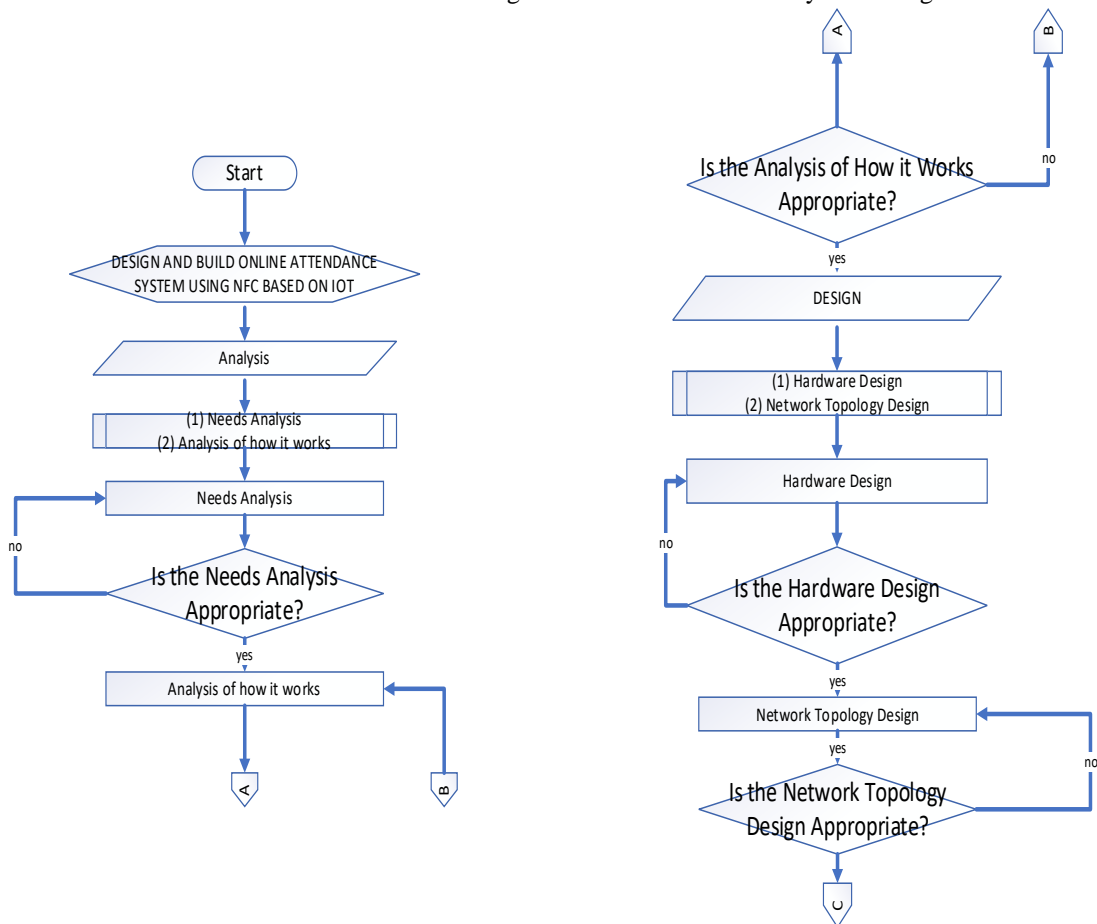 Start
DESIGN AND BUILD ONLINE ATTENDANCE
SYSTEM USING NFC BASED ON IOT
Analysis
(1) Needs Analysis
(2) Analysis of how it works
Needs Analysis
no
Is the Needs Analysis
Appropriate?
yes
Analysis of how it works
A
B
A
B
Is the Analysis of How it Works
Appropriate?
no
yes
DESIGN
(1) Hardware Design
(2) Network Topology Design
Hardware Design
no
Is the Hardware Design
Appropriate?
yes
Network Topology Design
yes
no
Is the Network Topology
Design Appropriate?
C